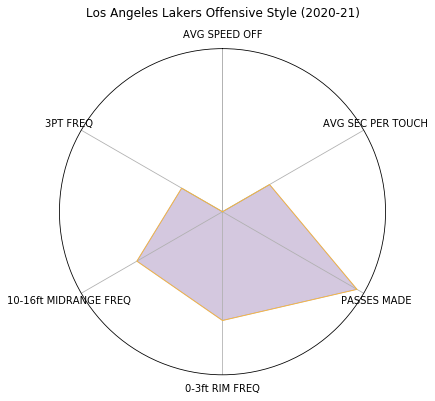 Los Angeles Lakers Offensive Style (2020-21)
AVG SPEED OFF
3PT FREQ
AVG SEC PER TOUCH
10-16ft MIDRANGE FREQ
PASSES MADE
0-3ft RIM FREQ